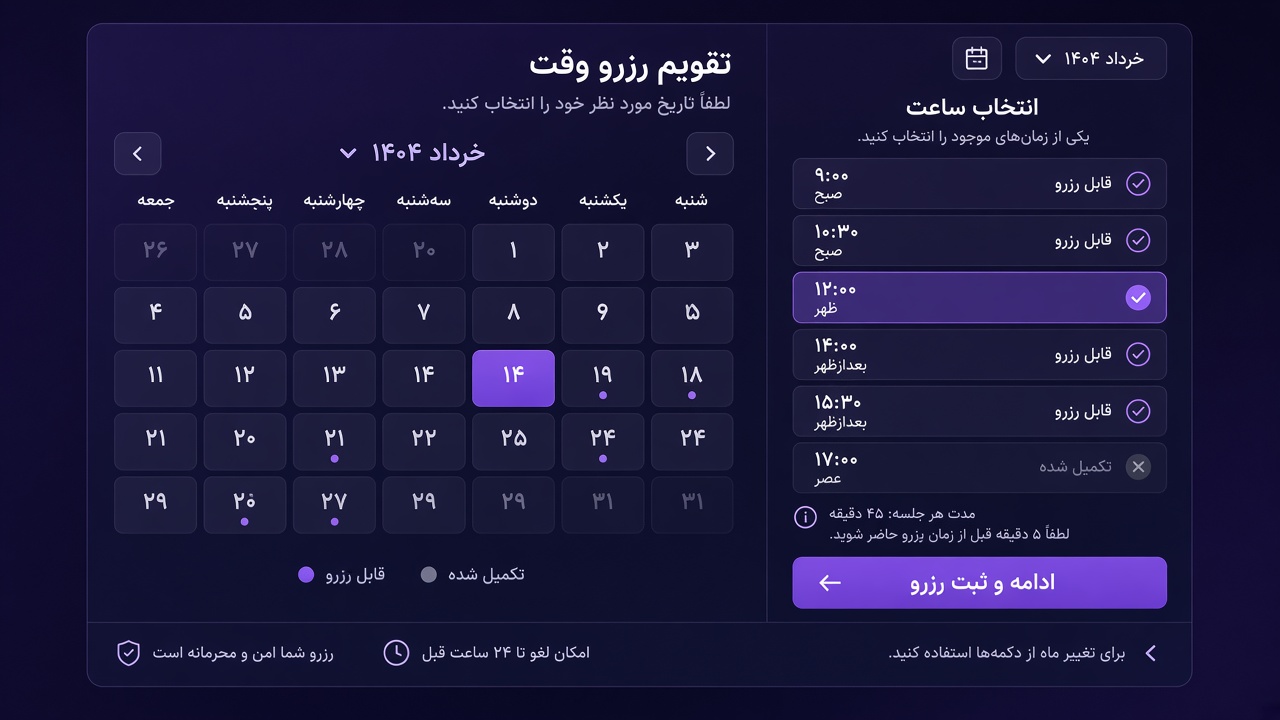 خرداد ۱۴۰۴
انتخاب ساعت
یکی از زمان‌های موجود را انتخاب کنید.
قابل رزرو ۹:۰۰
صبح
قابل رزرو ۱۰:۳۰
صبح
۱۲:۰۰
ظهر
قابل رزرو ۱۴:۰۰
بعدازظهر
قابل رزرو ۱۵:۳۰
بعدازظهر
تکمیل شده ۱۷:۰۰
عصر
مدت هر جلسه: ۴۵ دقیقه
لطفاً ۵ دقیقه قبل از زمان رزرو حاضر شوید.
ادامه و ثبت رزرو
تقویم رزرو وقت
لطفاً تاریخ مورد نظر خود را انتخاب کنید.
خرداد ۱۴۰۴
شنبه یکشنبه دوشنبه سه‌شنبه چهارشنبه پنجشنبه جمعه
۳ ۲ ۱ ۲۰ ۲۸ ۲۷ ۲۶
۵ ۹ ۸ ۷ ۶ ۵ ۴
۱۸ ۱۹ ۱۴ ۱۴ ۱۳ ۱۲ ۱۱
۲۴ ۲۴ ۲۵ ۲۲ ۲۱ ۲۰ ۲۱
۳۱ ۳۱ ۲۹ ۲۹ ۲۷ ۲۰ ۲۹
تکمیل شده قابل رزرو
برای تغییر ماه از دکمه‌ها استفاده کنید.
امکان لغو تا ۲۴ ساعت قبل
رزرو شما امن و محرمانه است